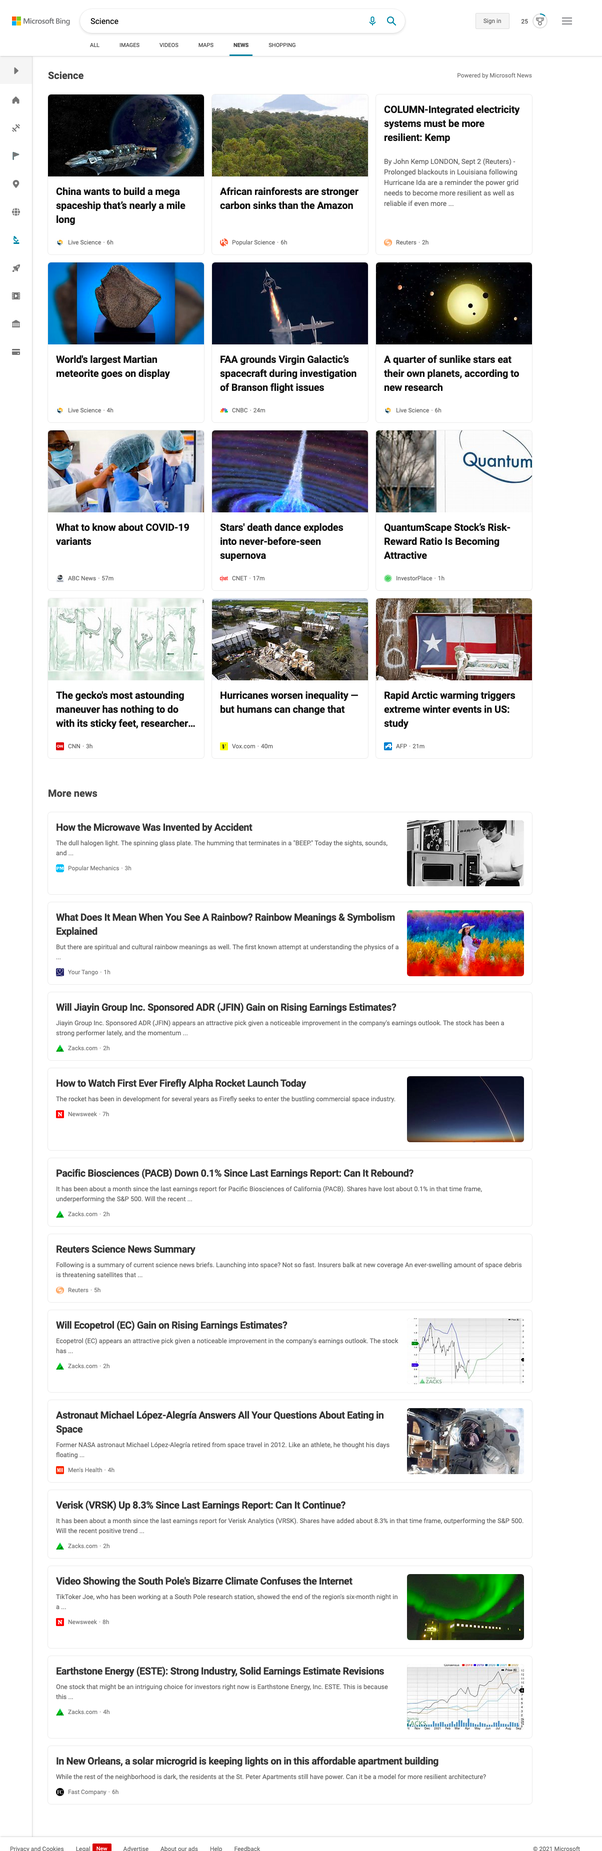 Microsoft Bing
Science
Sign in
25
ALL
IMAGES
VIDEOS
MAPS
NEWS
SHOPPING
Science
Powered by Microsoft News
China wants to build a mega
spaceship that's nearly a mile
long
Live Science · 6h
African rainforests are stronger
carbon sinks than the Amazon
Popular Science · 6h
COLUMN-Integrated electricity
systems must be more
resilient: Kemp
By John Kemp LONDON, Sept 2 (Reuters) -
Prolonged blackouts in Louisiana following
Hurricane Ida are a reminder the power grid
needs to become more resilient as well as
reliable if even more ...
Reuters · 2h
World's largest Martian
meteorite goes on display
Live Science · 4h
FAA grounds Virgin Galactic's
spacecraft during investigation
of Branson flight issues
CNBC · 24m
A quarter of sunlike stars eat
their own planets, according to
new research
Live Science · 6h
What to know about COVID-19
variants
ABC News · 57m
Stars' death dance explodes
into never-before-seen
supernova
CNET · 17m
Quantum
QuantumScape Stock's Risk-
Reward Ratio Is Becoming
Attractive
InvestorPlace · 1h
The gecko's most astounding
maneuver has nothing to do
with its sticky feet, researcher...
CNN · 3h
Hurricanes worsen inequality —
but humans can change that
Vox.com · 40m
46
Rapid Arctic warming triggers
extreme winter events in US:
study
AFP · 21m
More news
How the Microwave Was Invented by Accident
The dull halogen light. The spinning glass plate. The humming that terminates in a "BEEP." Today the sights, sounds,
and ...
Popular Mechanics · 3h
What Does It Mean When You See A Rainbow? Rainbow Meanings & Symbolism
Explained
But there are spiritual and cultural rainbow meanings as well. The first known attempt at understanding the physics of a
...
Your Tango · 1h
Will Jiayin Group Inc. Sponsored ADR (JFIN) Gain on Rising Earnings Estimates?
Jiayin Group Inc. Sponsored ADR (JFIN) appears an attractive pick given a noticeable improvement in the company's earnings outlook. The stock has been a
strong performer lately, and the momentum ...
Zacks.com · 2h
How to Watch First Ever Firefly Alpha Rocket Launch Today
The rocket has been in development for several years as Firefly seeks to enter the bustling commercial space industry.
Newsweek · 7h
Pacific Biosciences (PACB) Down 0.1% Since Last Earnings Report: Can It Rebound?
It has been about a month since the last earnings report for Pacific Biosciences of California (PACB). Shares have lost about 0.1% in that time frame,
underperforming the S&P 500. Will the recent ...
Zacks.com · 2h
Reuters Science News Summary
Following is a summary of current science news briefs. Launching into space? Not so fast. Insurers balk at new coverage An ever-swelling amount of space debris
is threatening satellites that ...
Reuters · 5h
Will Ecopetrol (EC) Gain on Rising Earnings Estimates?
Ecopetrol (EC) appears an attractive pick given a noticeable improvement in the company's earnings outlook. The stock
has ...
Zacks.com · 2h
ZACKS
Astronaut Michael López-Alegría Answers All Your Questions About Eating in
Space
Former NASA astronaut Michael López-Alegría retired from space travel in 2012. Like an athlete, he thought his days
floating ...
Men's Health · 4h
Verisk (VRSK) Up 8.3% Since Last Earnings Report: Can It Continue?
It has been about a month since the last earnings report for Verisk Analytics (VRSK). Shares have added about 8.3% in that time frame, outperforming the S&P 500.
Will the recent positive trend ...
Zacks.com · 2h
Video Showing the South Pole's Bizarre Climate Confuses the Internet
TikToker Joe, who has been working at a South Pole research station, showed the end of the region's six-month night in
a ...
Newsweek · 8h
Earthstone Energy (ESTE): Strong Industry, Solid Earnings Estimate Revisions
One stock that might be an intriguing choice for investors right now is Earthstone Energy, Inc. ESTE. This is because
this ...
Zacks.com · 4h
ZACKS
In New Orleans, a solar microgrid is keeping lights on in this affordable apartment building
While the rest of the neighborhood is dark, the residents at the St. Peter Apartments still have power. Can it be a model for more resilient architecture?
Fast Company · 6h
Privacy and Cookies
Legal
New
Advertise
About our ads
Help
Feedback
© 2021 Microsoft